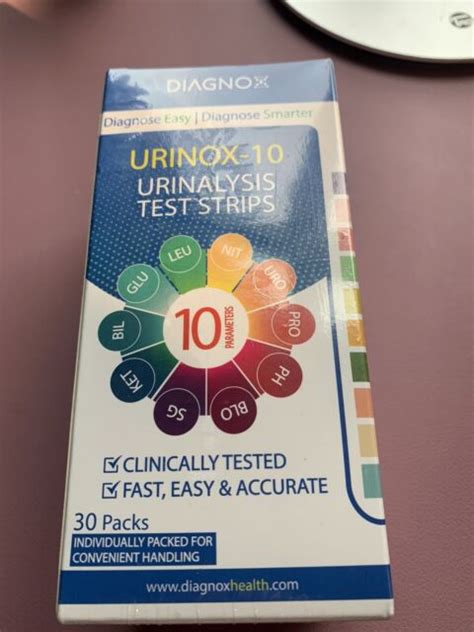 DIAGNOX
Diagnose Easy | Diagnose Smarter
URINOX-10
URINALYSIS
TEST STRIPS
LEU
NIT
GLU
URO
BIL
10
PARAMETERS
PRO
KET
PH
SG
BLO
☑ CLINICALLY TESTED
☑ FAST, EASY & ACCURATE
30 Packs
INDIVIDUALLY PACKED FOR
CONVENIENT HANDLING
www.diagnoxhealth.com